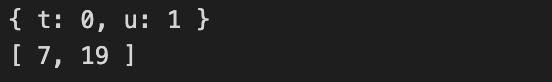 { t: 0, u: 1 }
[ 7, 19 ]